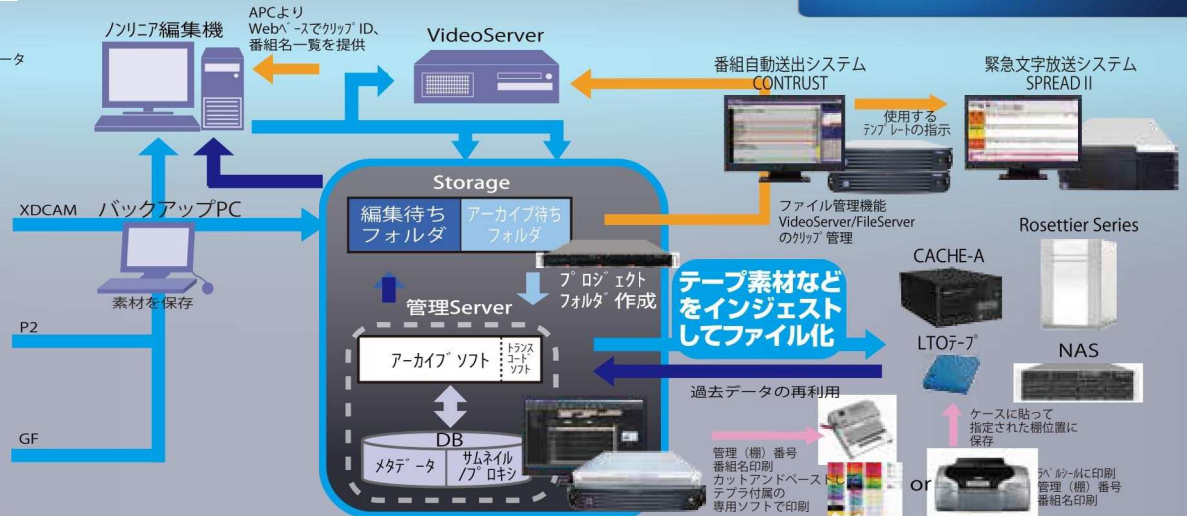 ノンリニア編集機
APCより
Webベースでクリップ ID、
番組名一覧を提供
ータ
VideoServer
番組自動送出システム
CONTRUST
使用する
テンプレートの指示
緊急文字放送システム
SPREAD II
XDCAM
バックアップPC
素材を保存
P2
GF
Storage
編集待ち
フォルダ
アーカイブ待ち
フォルダ
プロジェクト
フォルダ作成
ファイル管理機能
VideoServer/FileServer
のクリップ管理
管理Server
アーカイブソフト
トランス
コード
ソフト
DB
メタデータ
サムネイル
/プロキシ
テープ素材など
をインジェスト
してファイル化
過去データの再利用
CACHE-A
Rosettier Series
LTOテープ
NAS
ケースに貼って
指定された棚位置に
保存
管理（棚）番号
番組名印刷
カットアンドペーストして
テプラ付属の
専用ソフトで印刷
or
ラベルシールに印刷
管理（棚）番号
番組名印刷